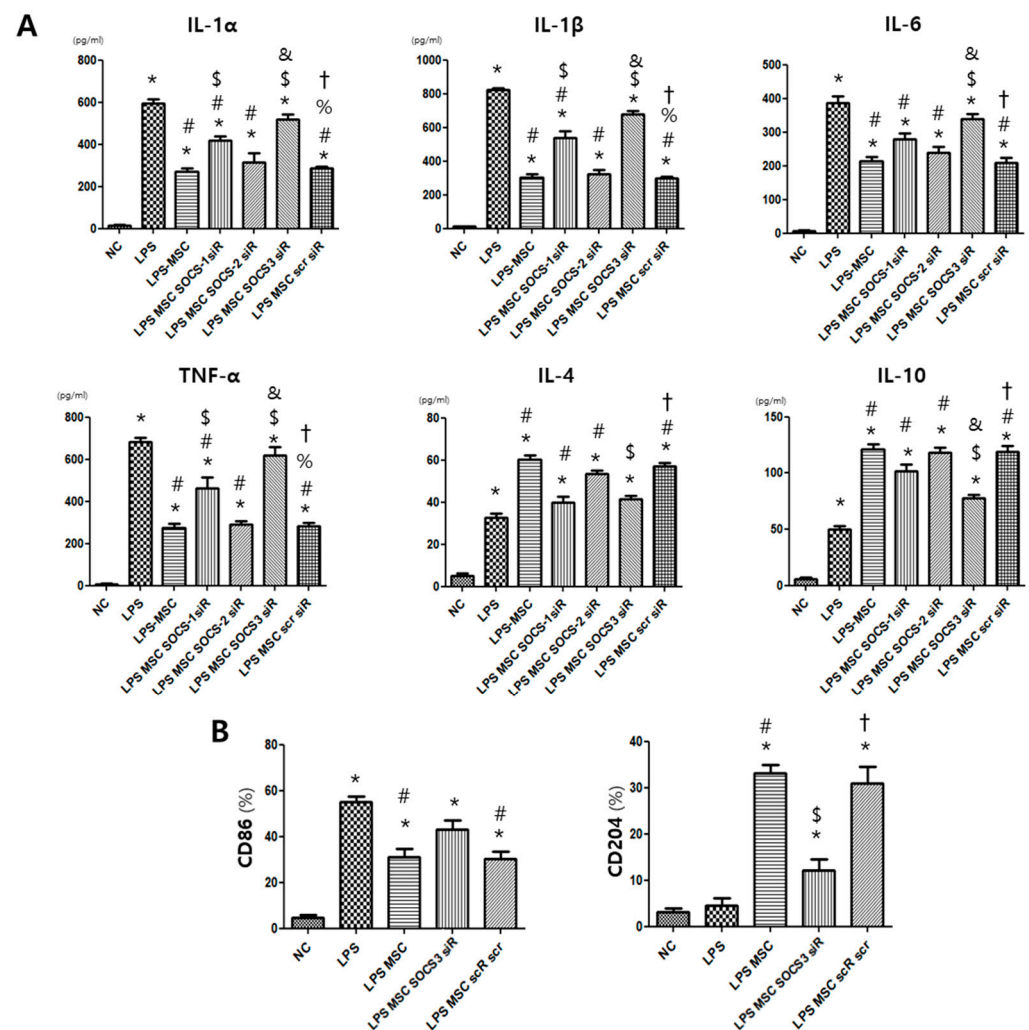 A
IL-1α
(pg/ml)
800
600
400
200
0
*
#
*
$
#
*
#
*
&
$
*
†
%
#
*
NC
LPS
LPS-MSC
LPS MSC SOCS-1siR
LPS MSC SOCS-2 siR
LPS MSC SOCS3 siR
LPS MSC scr siR
IL-1β
(pg/ml)
1000
800
600
400
200
0
*
#
*
$
#
*
#
*
&
$
*
†
%
#
*
NC
LPS
LPS-MSC
LPS MSC SOCS-1siR
LPS MSC SOCS-2 siR
LPS MSC SOCS3 siR
LPS MSC scr siR
IL-6
(pg/ml)
500
400
300
200
100
0
*
#
*
#
*
#
*
&
$
*
†
#
*
NC
LPS
LPS-MSC
LPS MSC SOCS-1siR
LPS MSC SOCS-2 siR
LPS MSC SOCS3 siR
LPS MSC scr siR
TNF-α
(pg/ml)
800
600
400
200
0
*
#
*
$
#
*
#
*
&
$
*
†
%
#
*
NC
LPS
LPS-MSC
LPS MSC SOCS-1siR
LPS MSC SOCS-2 siR
LPS MSC SOCS3 siR
LPS MSC scr siR
IL-4
(pg/ml)
80
60
40
20
0
*
#
*
#
*
#
*
$
*
†
#
*
NC
LPS
LPS-MSC
LPS MSC SOCS-1siR
LPS MSC SOCS-2 siR
LPS MSC SOCS3 siR
LPS MSC scr siR
IL-10
(pg/ml)
150
100
50
0
*
#
*
#
*
#
*
&
$
*
†
#
*
NC
LPS
LPS-MSC
LPS MSC SOCS-1siR
LPS MSC SOCS-2 siR
LPS MSC SOCS3 siR
LPS MSC scr siR
B
CD86 (%)
80
60
40
20
0
*
#
*
*
#
*
NC
LPS
LPS MSC
LPS MSC SOCS3 siR
LPS MSC scR scr
CD204 (%)
40
30
20
10
0
#
*
$
*
†
*
NC
LPS
LPS MSC
LPS MSC SOCS3 siR
LPS MSC scR scr